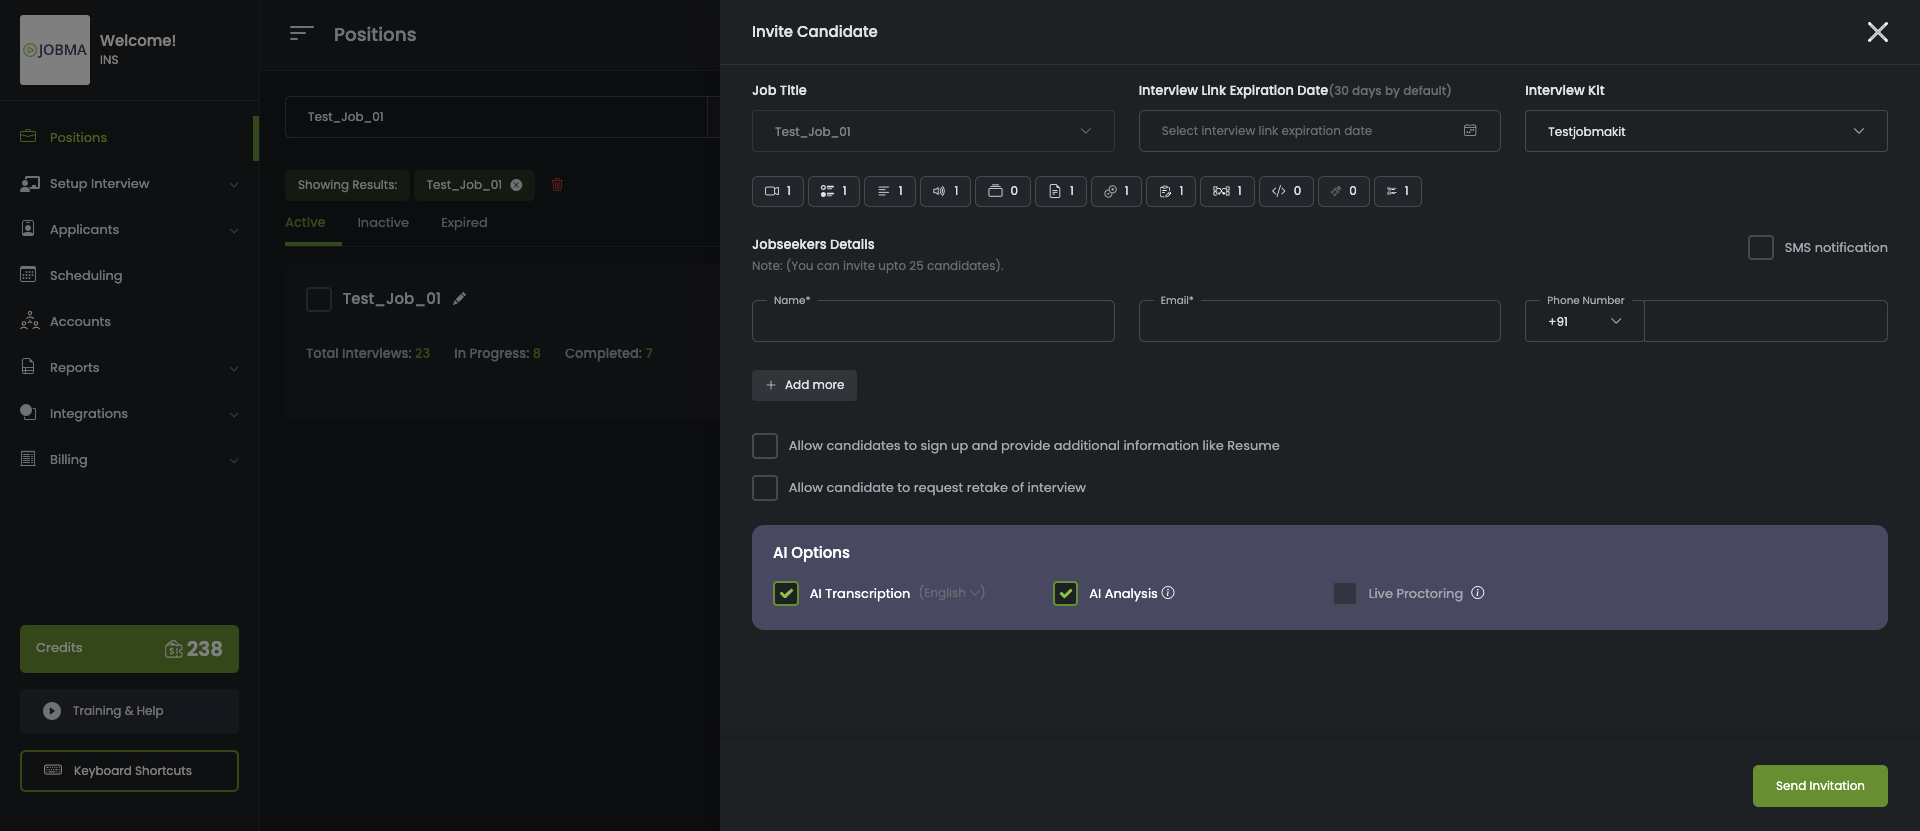 JOBMA
Welcome!
INS
Positions
Setup Interview
Applicants
Scheduling
Accounts
Reports
Integrations
Billing
Credits 238
Training & Help
Keyboard Shortcuts
Positions
Test_Job_01
Showing Results: Test_Job_01
Active Inactive Expired
Test_Job_01
Total Interviews: 23 In Progress: 8 Completed: 7
Invite Candidate
Job Title
Test_Job_01
Interview Link Expiration Date(30 days by default)
Select interview link expiration date
Interview Kit
Testjobmakit
1 1 1 1 0 1 1 1 1 0 0 1
Jobseekers Details
Note: (You can invite upto 25 candidates).
SMS notification
Name*
Email*
Phone Number
+91
+ Add more
Allow candidates to sign up and provide additional information like Resume
Allow candidate to request retake of interview
AI Options
AI Transcription (English) AI Analysis Live Proctoring
Send Invitation